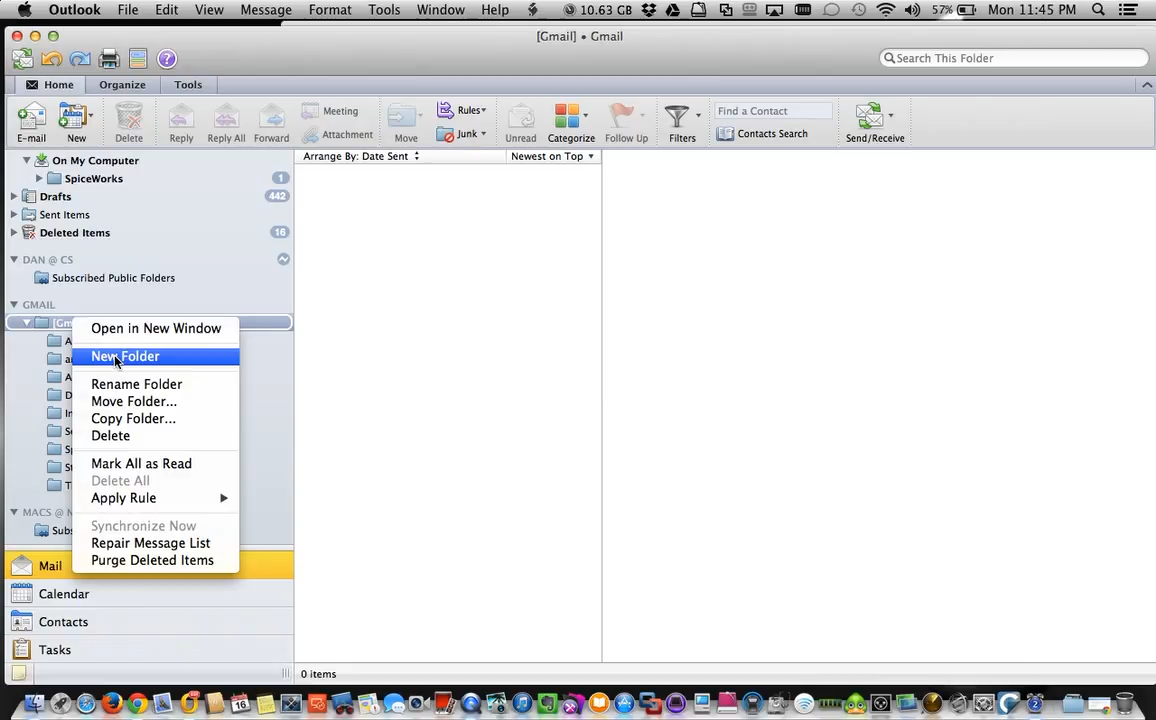 Outlook File Edit View Message Format Tools Window Help 10.63 GB 57% Mon 11:45 PM
[Gmail] • Gmail
Search This Folder
Home Organize Tools
E-mail New Delete Reply Reply All Forward Meeting Attachment Move Rules Junk Unread Categorize Follow Up Filters Find a Contact Contacts Search Send/Receive
On My Computer
Arrange By: Date Sent Newest on Top
SpiceWorks 1
Drafts 442
Sent Items
Deleted Items 16
DAN @ CS
Subscribed Public Folders
GMAIL
Open in New Window
New Folder
Rename Folder
Move Folder...
Copy Folder...
Delete
Mark All as Read
Delete All
Apply Rule
MACS @
Synchronize Now
Repair Message List
Purge Deleted Items
Mail
Calendar
Contacts
Tasks
0 items